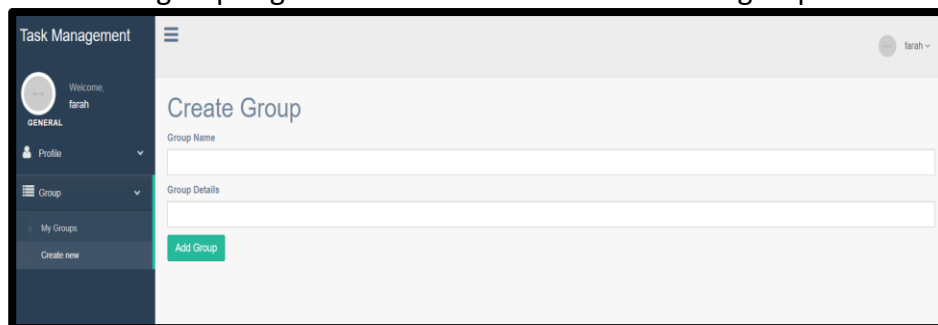 Task Management
farah
Welcome,
farah
GENERAL
Profile
Group
My Groups
Create new
Create Group
Group Name
Group Details
Add Group